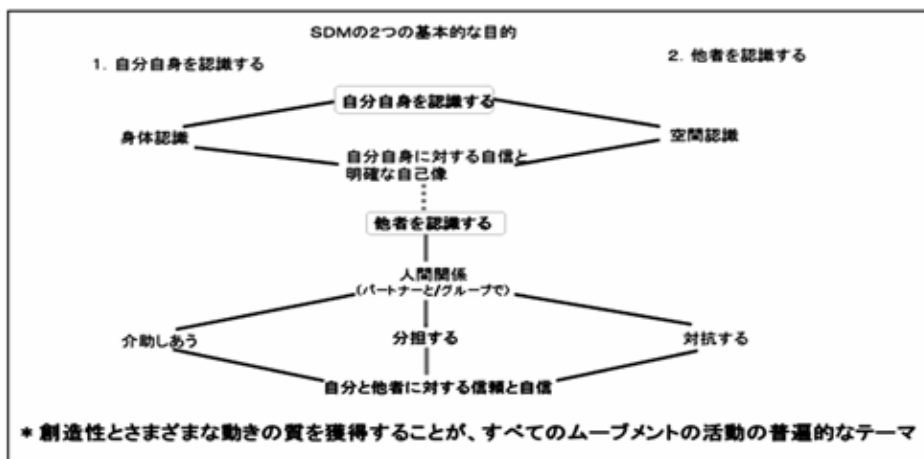 SDMの2つの基本的な目的
1. 自分自身を認識する
2. 他者を認識する
自分自身を認識する
身体認識
空間認識
自分自身に対する自信と
明確な自己像
他者を認識する
人間関係
(パートナーと/グループで)
介助しあう
分担する
対抗する
自分と他者に対する信頼と自信
* 創造性とさまざまな動きの質を獲得することが、すべてのムーブメントの活動の普遍的なテーマ